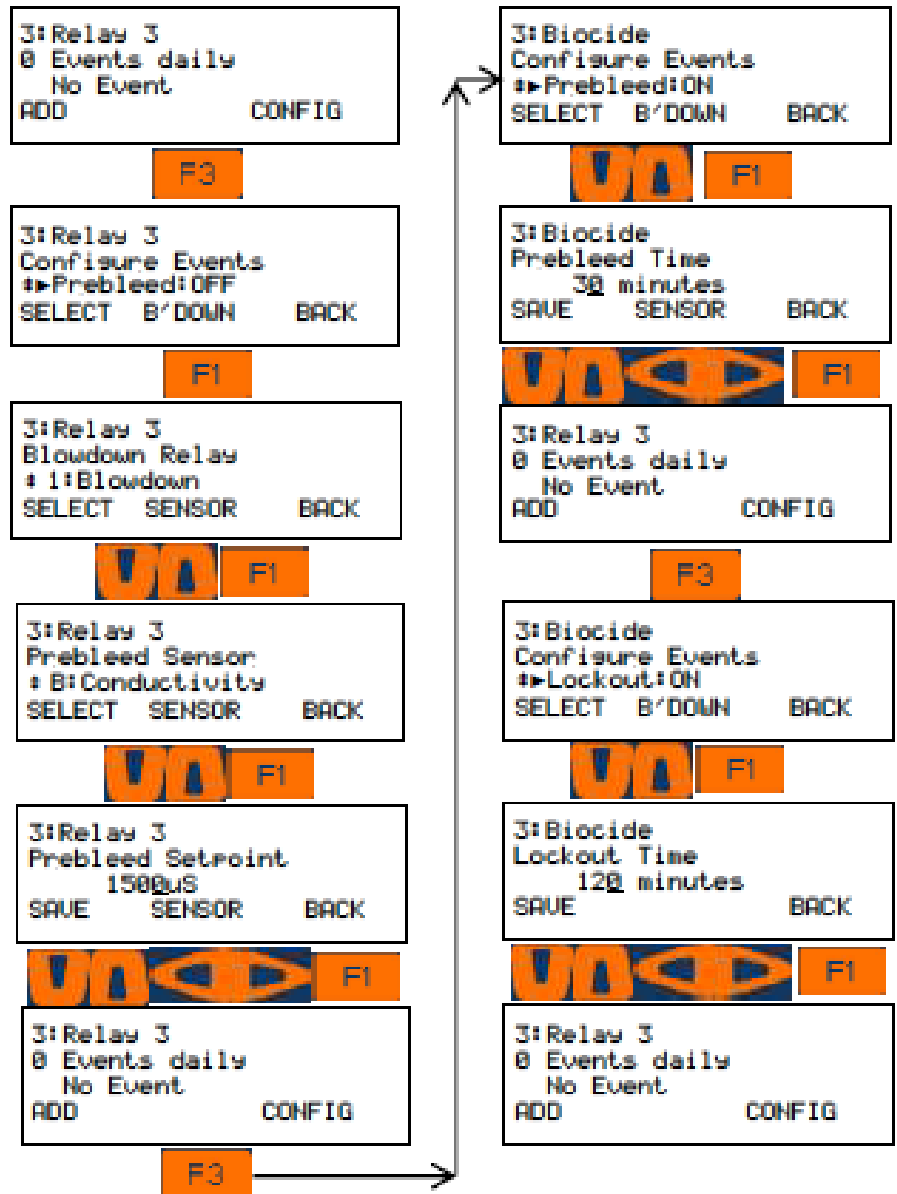 3:Relay 3
0 Events daily
No Event
ADD CONFIG
F3
3:Relay 3
Configure Events
Prebleed:OFF
SELECT B'DOWN BACK
F1
3:Relay 3
Blowdown Relay
1:Blowdown
SELECT SENSOR BACK
F1
3:Relay 3
Prebleed Sensor
B:Conductivity
SELECT SENSOR BACK
F1
3:Relay 3
Prebleed Setpoint
1500uS
SAVE SENSOR BACK
F1
3:Relay 3
0 Events daily
No Event
ADD CONFIG
F3
3:Biocide
Configure Events
Prebleed:ON
SELECT B'DOWN BACK
F1
3:Biocide
Prebleed Time
30 minutes
SAVE SENSOR BACK
F1
3:Relay 3
0 Events daily
No Event
ADD CONFIG
F3
3:Biocide
Configure Events
Lockout:ON
SELECT B'DOWN BACK
F1
3:Biocide
Lockout Time
120 minutes
SAVE BACK
F1
3:Relay 3
0 Events daily
No Event
ADD CONFIG